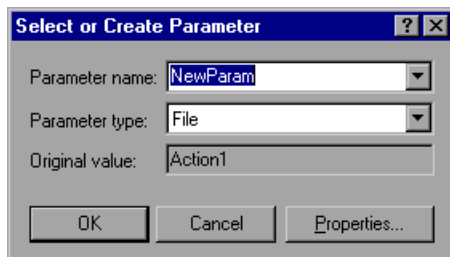 Select or Create Parameter
Parameter name: NewParam
Parameter type: File
Original value: Action1
OK Cancel Properties...